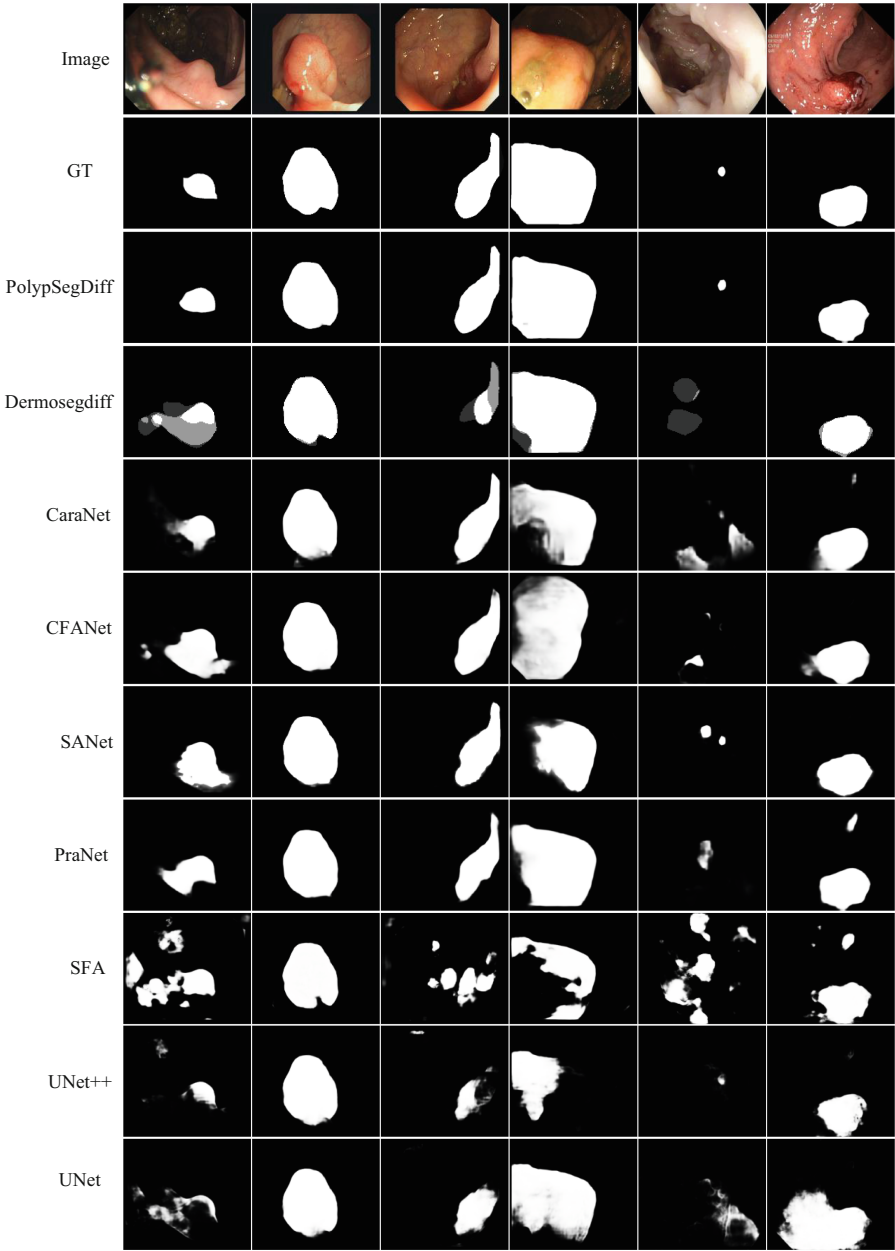 Image
GT
PolypSegDiff
Dermosegdiff
CaraNet
CFANet
SANet
PraNet
SFA
UNet++
UNet